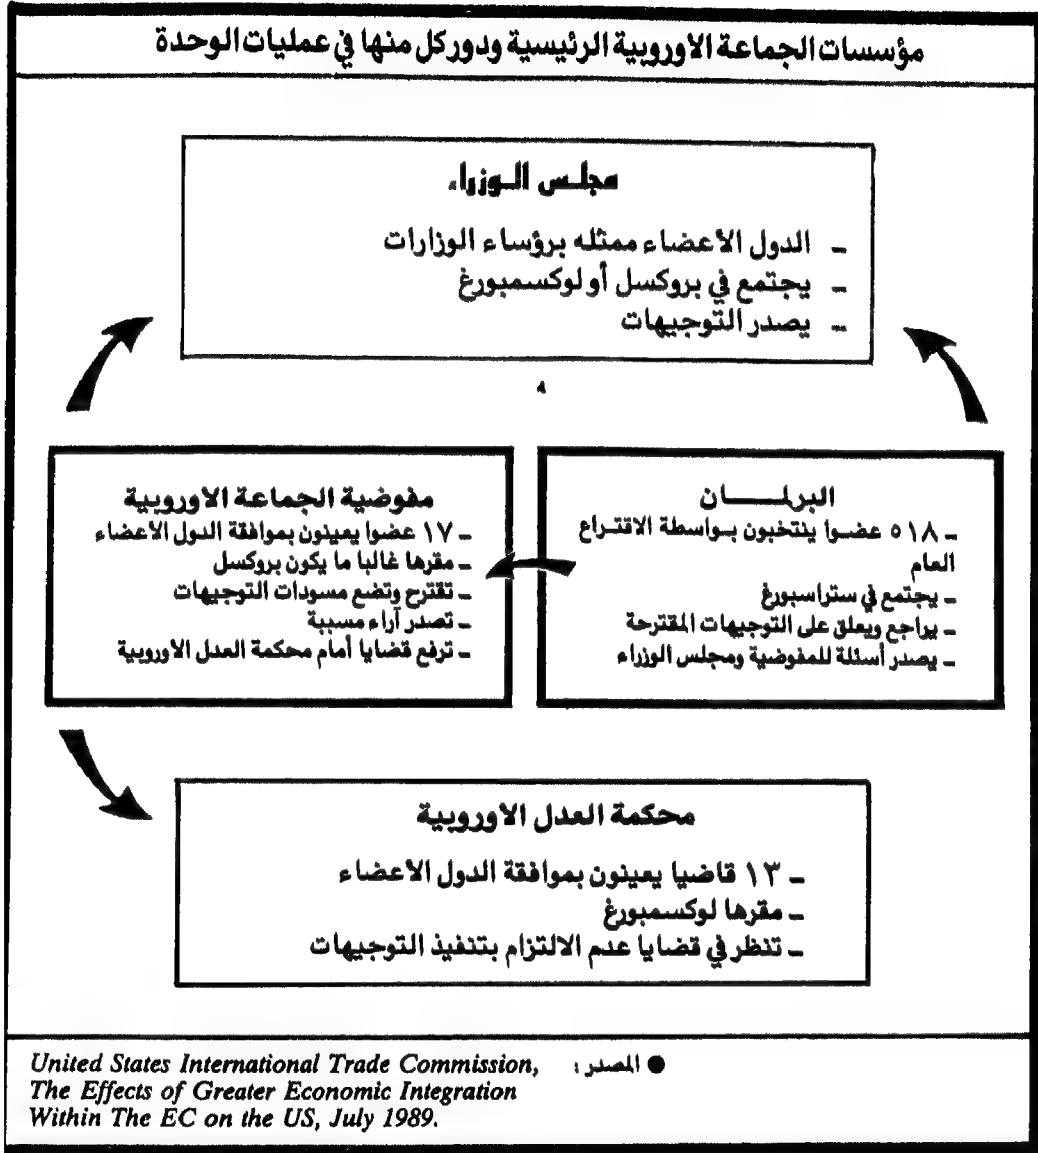 مؤسسات الجماعة الاوروبية الرئيسية ودور كل منها في عمليات الوحدة
مجلس الوزراء
ـ الدول الأعضاء ممثله برؤساء الوزارات
ـ يجتمع في بروكسل أو لوكسمبورغ
ـ يصدر التوجيهات
البرلمـــــان
ـ ٥١٨ عضوا ينتخبون بواسطة الاقتراع
العام
ـ يجتمع في ستراسبورغ
ـ يراجع ويعلق على التوجيهات المقترحة
ـ يصدر أسئلة للمفوضية ومجلس الوزراء
مفوضية الجماعة الاوروبية
ـ ١٧ عضوا يعينون بموافقة الدول الأعضاء
ـ مقرها غالبا ما يكون بروكسل
ـ تقترح وتضع مسودات التوجيهات
ـ تصدر آراء مسببة
ـ ترفع قضايا أمام محكمة العدل الاوروبية
محكمة العدل الاوروبية
ـ ١٣ قاضيا يعينون بموافقة الدول الأعضاء
ـ مقرها لوكسمبورغ
ـ تنظر في قضايا عدم الالتزام بتنفيذ التوجيهات
● المصدر: United States International Trade Commission,
The Effects of Greater Economic Integration
Within The EC on the US, July 1989.